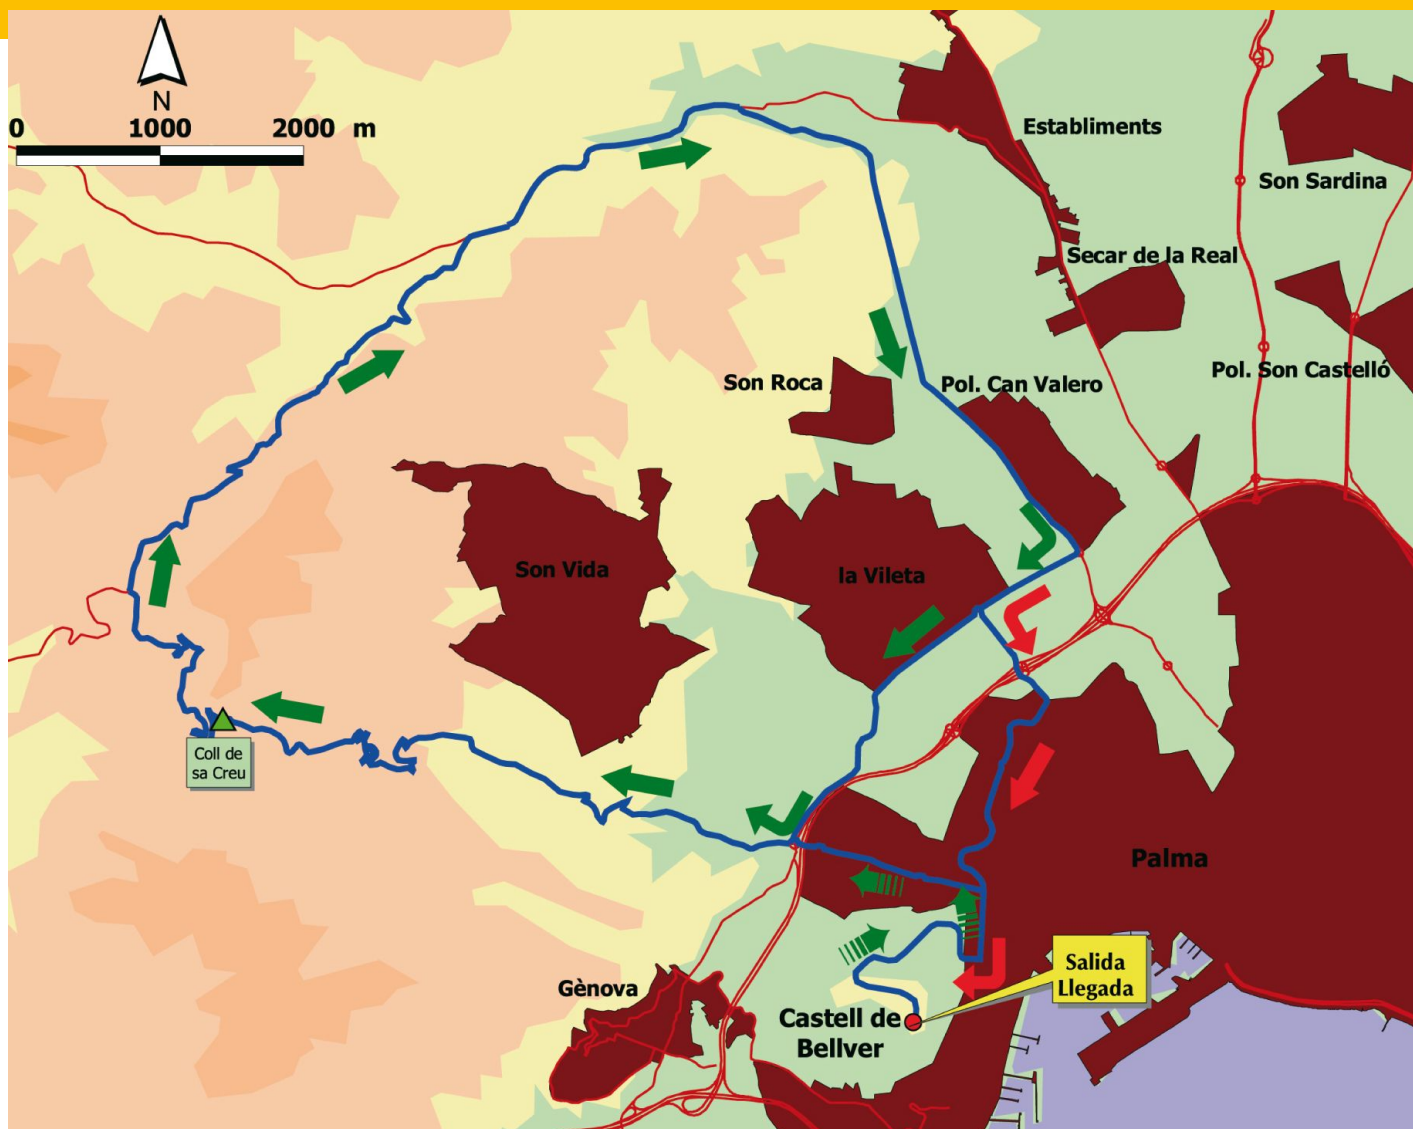 N
0 1000 2000 m
Establiments
Son Sardina
Secar de la Real
Son Roca
Pol. Can Valero
Pol. Son Castelló
Son Vida
la Vileta
Coll de
sa Creu
Palma
Gènova
Salida
Llegada
Castell de
Bellver